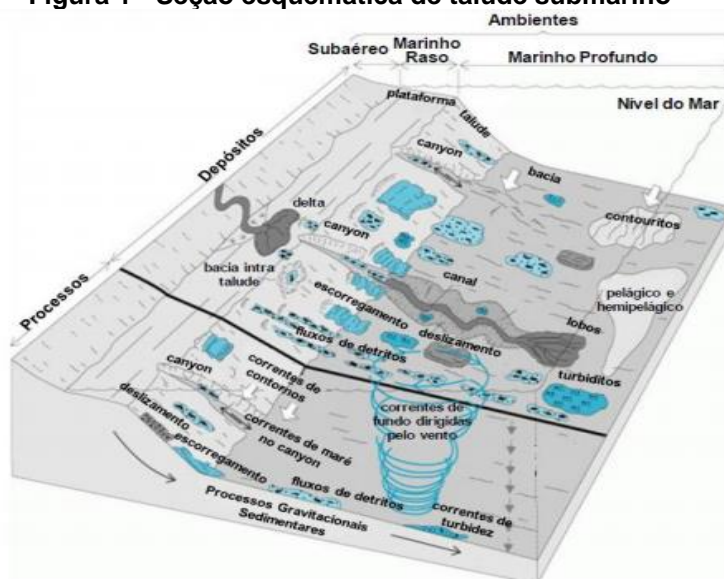 Figura 1 - Seção esquemática do talude submarino
Ambientes
Subaéreo
Marinho
Raso
Marinho Profundo
Nível do Mar
plataforma
talude
canyon
bacia
Depósitos
delta
canyon
contouritos
bacia intra
talude
canal
pelágico e
hemipelágico
Processos
escorregamento
deslizamento
lobos
fluxos de detritos
turbiditos
canyon
correntes de
contornos
correntes de
fundo dirigidas
pelo vento
deslizamento
correntes de maré
no canyon
escorregamento
fluxos de detritos
correntes de
turbidez
Processos Gravitacionais
Sedimentares